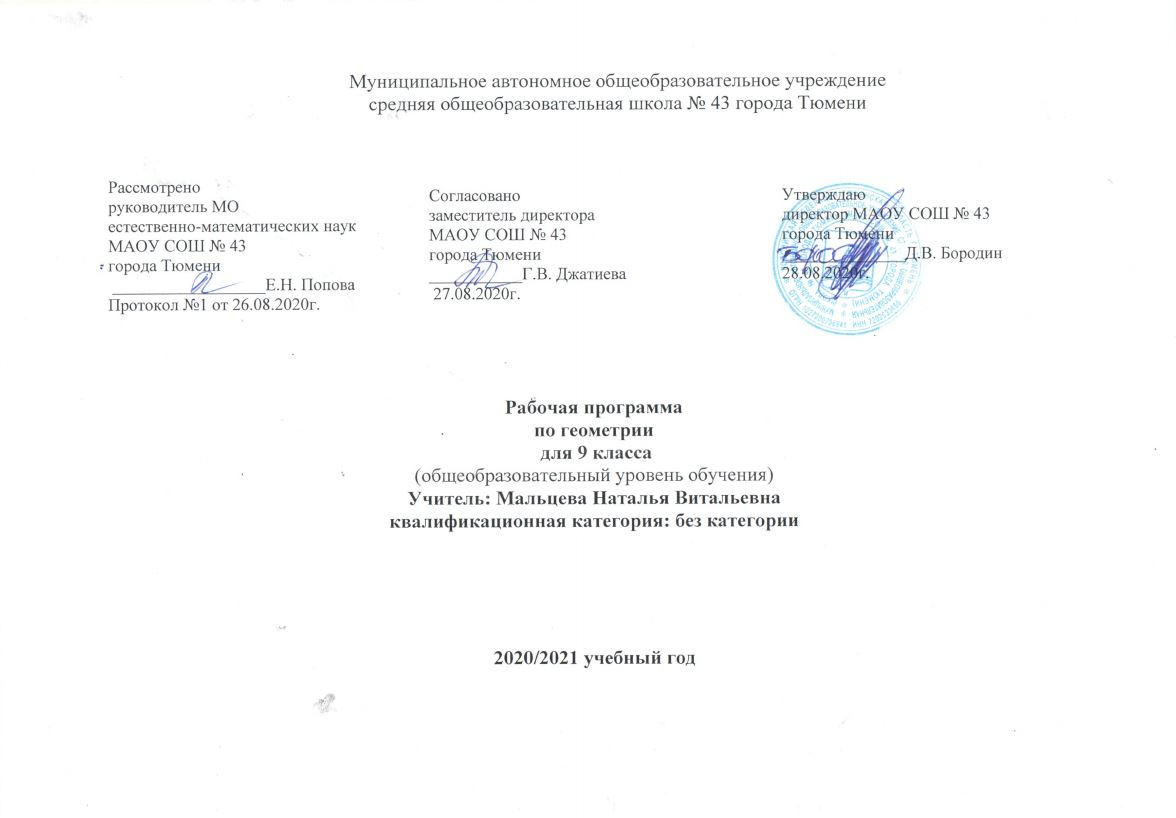 Муниципальное автономное общеобразовательное учреждение
средняя общеобразовательная школа № 43 города Тюмени
Рассмотрено
руководитель МО
естественно-математических наук
МАОУ СОШ № 43
города Тюмени
__________________Е.Н. Попова
Протокол №1 от 26.08.2020г.
Согласовано
заместитель директора
МАОУ СОШ № 43
города Тюмени
___________Г.В. Джатиева
27.08.2020г.
Утверждаю
директор МАОУ СОШ № 43
города Тюмени
_______________Д.В. Бородин
28.08.2020г.
Рабочая программа
по геометрии
для 9 класса
(общеобразовательный уровень обучения)
Учитель: Мальцева Наталья Витальевна
квалификационная категория: без категории
2020/2021 учебный год